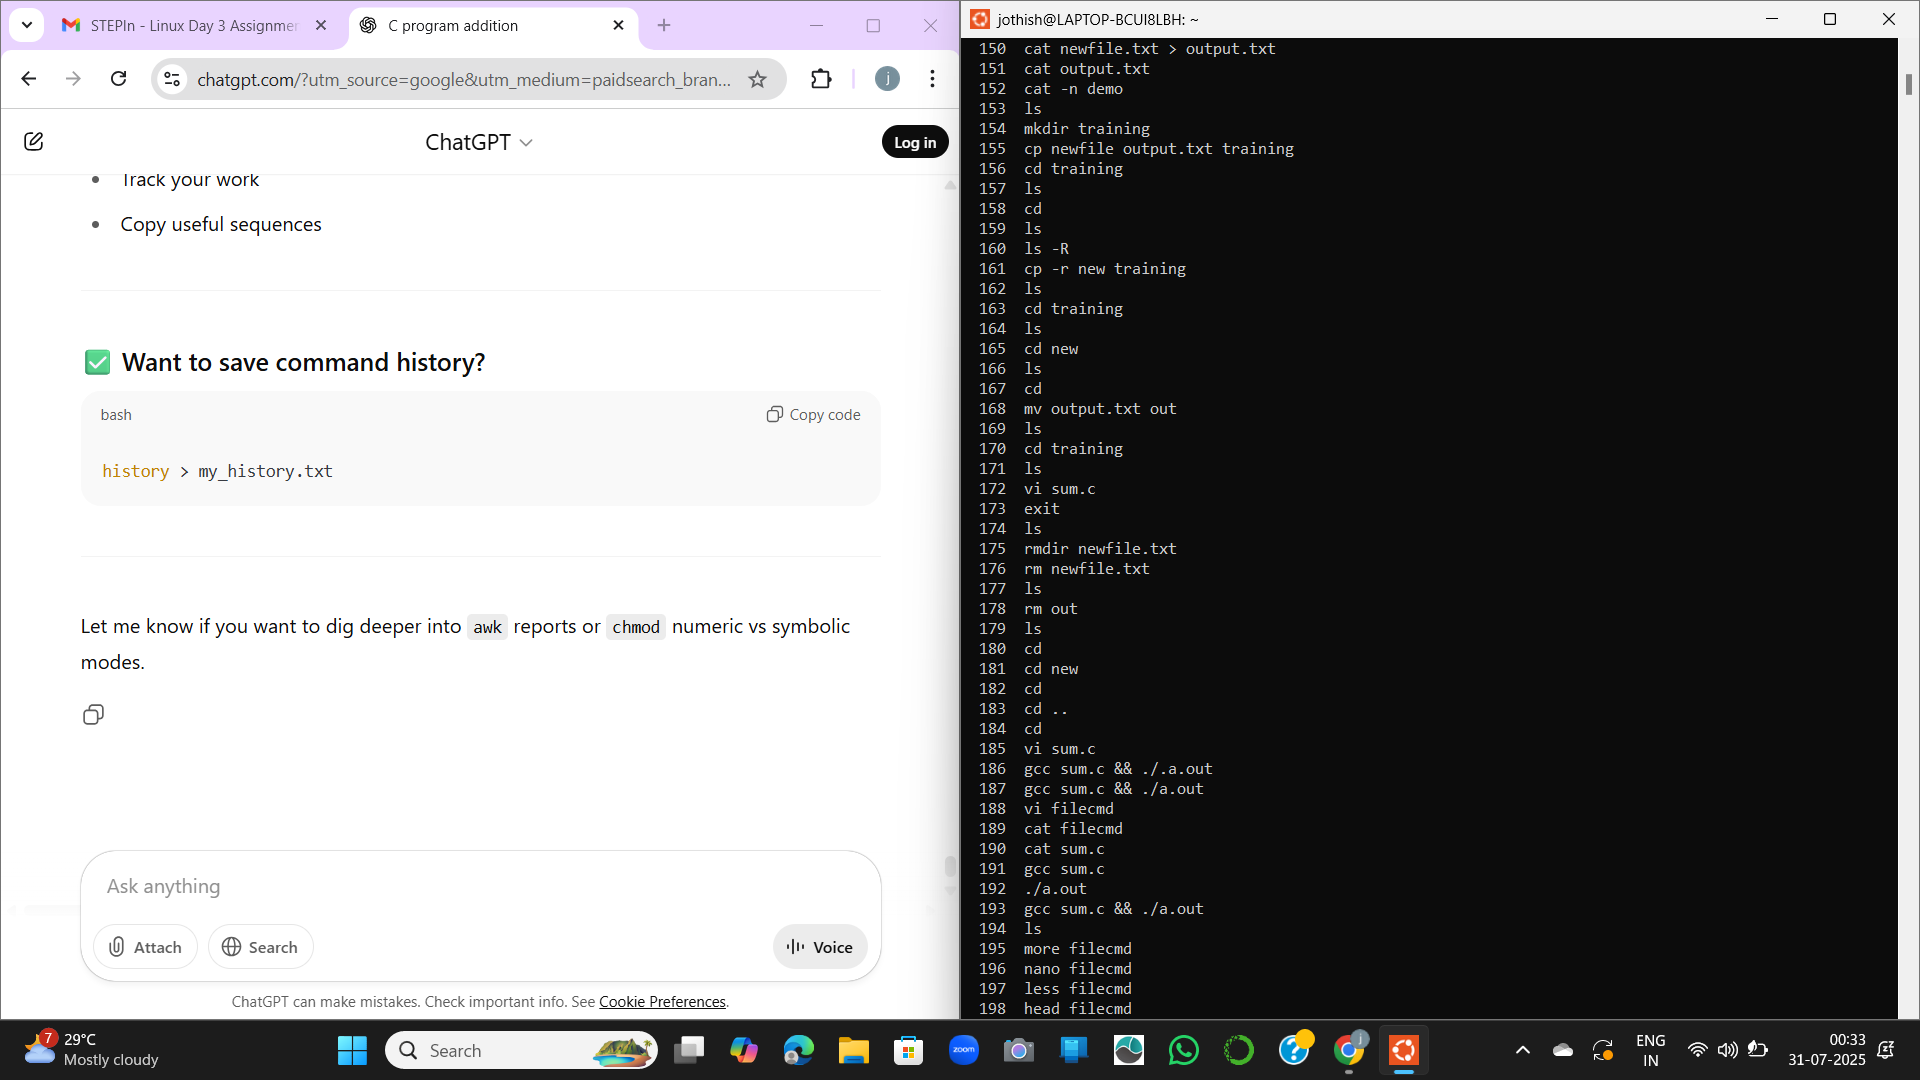 STEPIn - Linux Day 3 Assignmen
C program addition
chatgpt.com/?utm_source=google&utm_medium=paidsearch_bran...
j
ChatGPT
Log in
Track your work
Copy useful sequences
Want to save command history?
bash
Copy code
history > my_history.txt
Let me know if you want to dig deeper into awk reports or chmod numeric vs symbolic
modes.
Ask anything
Attach
Search
Voice
ChatGPT can make mistakes. Check important info. See Cookie Preferences.
jothish@LAPTOP-BCUI8LBH: ~
150 cat newfile.txt > output.txt
151 cat output.txt
152 cat -n demo
153 ls
154 mkdir training
155 cp newfile output.txt training
156 cd training
157 ls
158 cd
159 ls
160 ls -R
161 cp -r new training
162 ls
163 cd training
164 ls
165 cd new
166 ls
167 cd
168 mv output.txt out
169 ls
170 cd training
171 ls
172 vi sum.c
173 exit
174 ls
175 rmdir newfile.txt
176 rm newfile.txt
177 ls
178 rm out
179 ls
180 cd
181 cd new
182 cd
183 cd ..
184 cd
185 vi sum.c
186 gcc sum.c && ./.a.out
187 gcc sum.c && ./a.out
188 vi filecmd
189 cat filecmd
190 cat sum.c
191 gcc sum.c
192 ./a.out
193 gcc sum.c && ./a.out
194 ls
195 more filecmd
196 nano filecmd
197 less filecmd
198 head filecmd
7
29°C
Mostly cloudy
Search
zoom
j
ENG
IN
00:33
31-07-2025